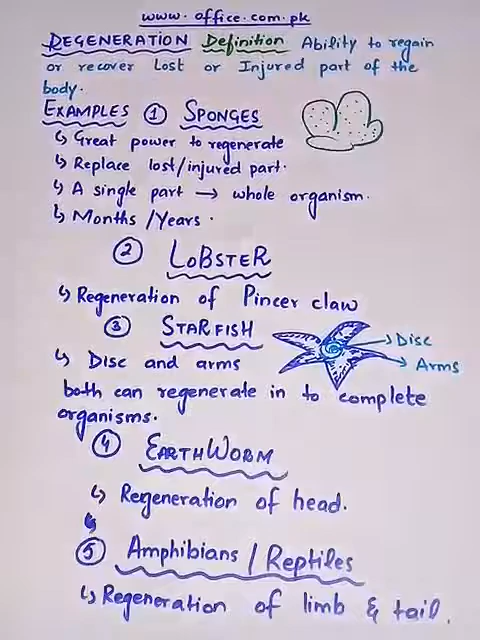 www.office.com.pk
REGENERATION Definition Ability to regain
or recover Lost or Injured part of the
body.
EXAMPLES ① SPONGES
↳ Great power to regenerate
↳ Replace lost/injured part.
↳ A single part → whole organism.
↳ Months/Years.
② LOBSTER
↳ Regeneration of Pincer claw
③ STARFISH
→ Disc
→ Arms
↳ Disc and arms
both can regenerate in to complete
organisms.
④ EARTHWORM
↳ Regeneration of head.
⑤ Amphibians / Reptiles
↳ Regeneration of limb & tail.